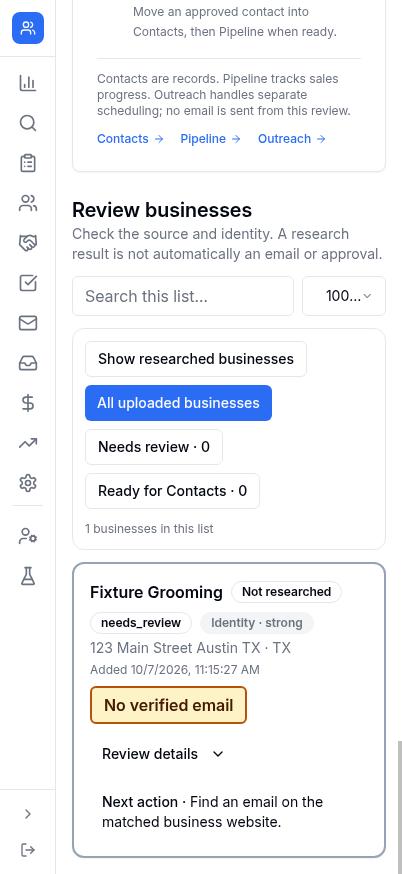 Move an approved contact into
Contacts, then Pipeline when ready.
Contacts are records. Pipeline tracks sales
progress. Outreach handles separate
scheduling; no email is sent from this review.
Contacts → Pipeline → Outreach →
Review businesses
Check the source and identity. A research
result is not automatically an email or approval.
Search this list...
100...
Show researched businesses
All uploaded businesses
Needs review · 0
Ready for Contacts · 0
1 businesses in this list
Fixture Grooming
Not researched
needs_review
Identity · strong
123 Main Street Austin TX · TX
Added 10/7/2026, 11:15:27 AM
No verified email
Review details
Next action · Find an email on the
matched business website.